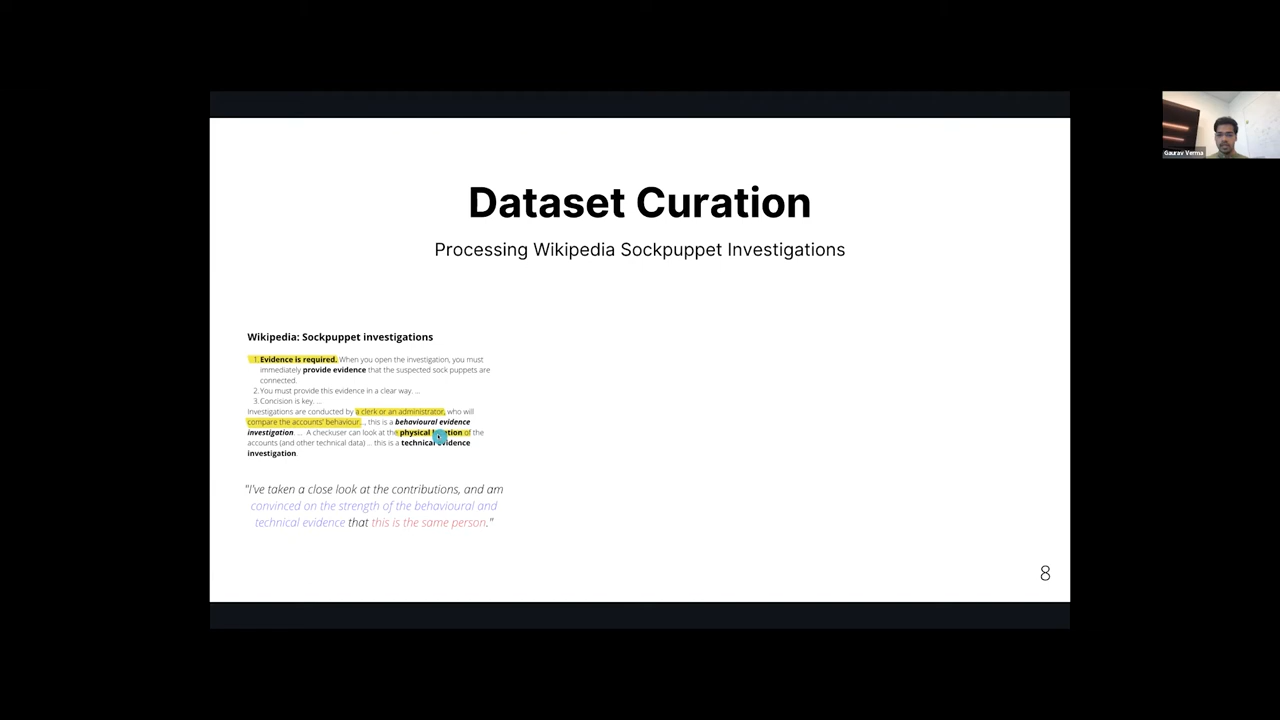 Dataset Curation
Processing Wikipedia Sockpuppet Investigations
Wikipedia: Sockpuppet investigations
1. Evidence is required. When you open the investigation, you must
immediately provide evidence that the suspected sock puppets are
connected.
2. You must provide this evidence in a clear way. ...
3. Concision is key. ...
Investigations are conducted by a clerk or an administrator, who will
compare the accounts' behaviour..., this is a behavioural evidence
investigation. ... A checkuser can look at the physical location of the
accounts (and other technical data) ... this is a technical evidence
investigation.
"I've taken a close look at the contributions, and am
convinced on the strength of the behavioural and
technical evidence that this is the same person."
8
Gaurav Verma